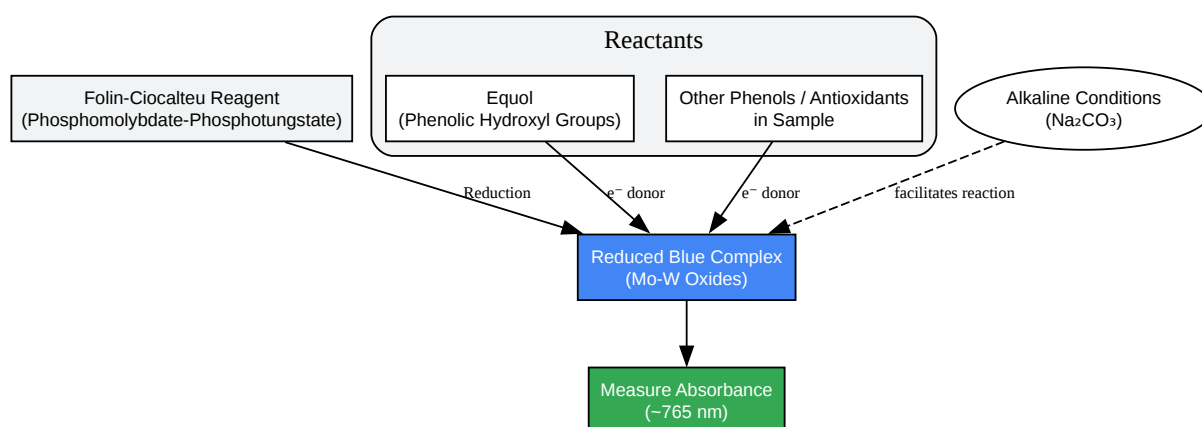 Reactants
Folin-Ciocalteu Reagent
(Phosphomolybdate-Phosphotungstate)
Equol
(Phenolic Hydroxyl Groups)
Other Phenols / Antioxidants
in Sample
Alkaline Conditions
(Na₂CO₃)
Reduction
e⁻ donor
e⁻ donor
facilitates reaction
Reduced Blue Complex
(Mo-W Oxides)
Measure Absorbance
(~765 nm)